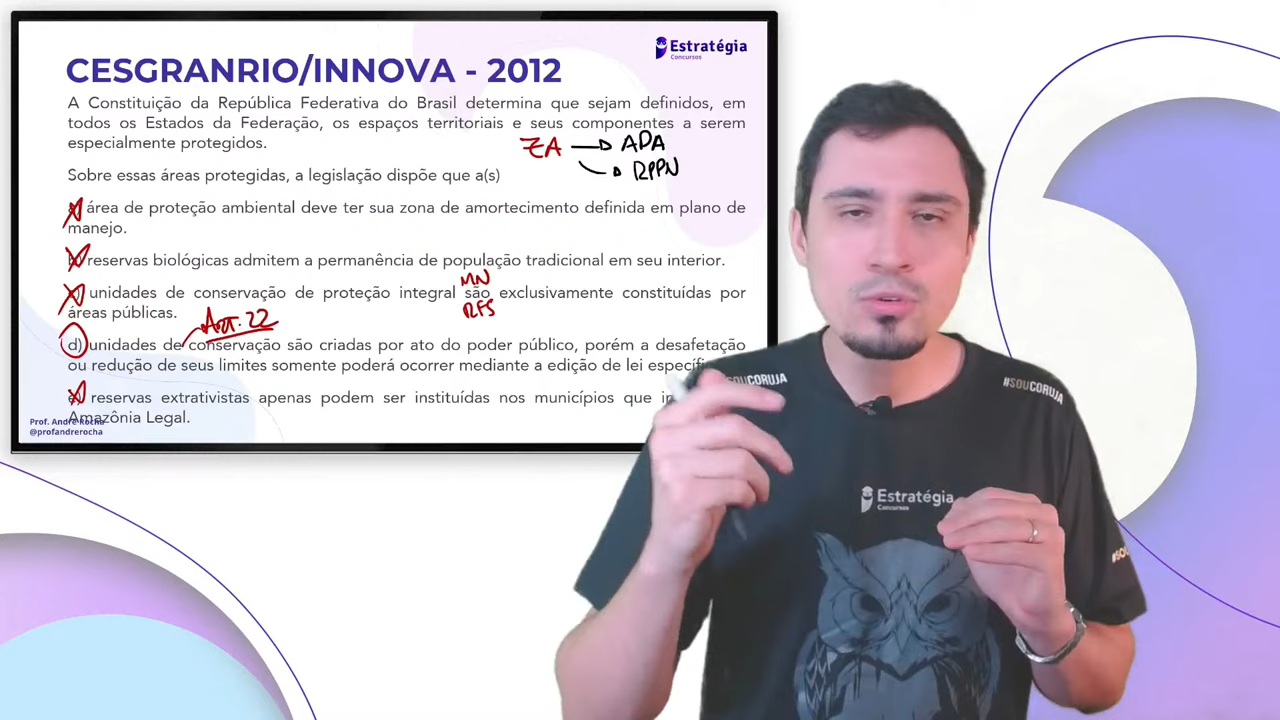 Estratégia
Concursos
CESGRANRIO/INNOVA - 2012
A Constituição da República Federativa do Brasil determina que sejam definidos, em
todos os Estados da Federação, os espaços territoriais e seus componentes a serem
especialmente protegidos.
ZA → APA
→ RPPN
Sobre essas áreas protegidas, a legislação dispõe que a(s)
área de proteção ambiental deve ter sua zona de amortecimento definida em plano de
manejo.
reservas biológicas admitem a permanência de população tradicional em seu interior.
MN
unidades de conservação de proteção integral são exclusivamente constituídas por
áreas públicas.
RFS
Art. 22
d) unidades de conservação são criadas por ato do poder público, porém a desafetação
ou redução de seus limites somente poderá ocorrer mediante a edição de lei específi
reservas extrativistas apenas podem ser instituídas nos municípios que in
Amazônia Legal.
Prof. André Rocha
@profandrerocha
#SOUCORUJA
#SOUCORUJA
Estratégia
Concursos
#SOU